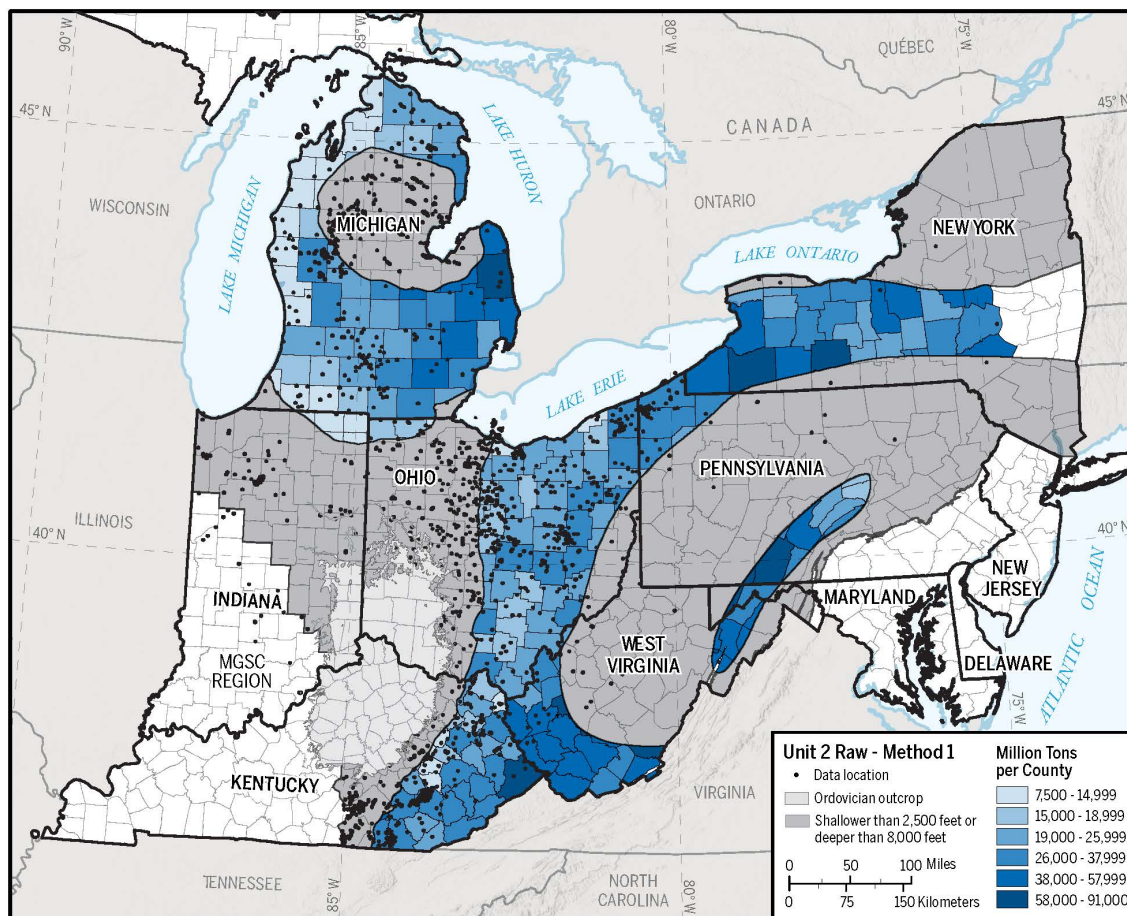 90° W
85° W
80° W
75° W
QUÉBEC
45° N
45° N
CANADA
LAKE HURON
WISCONSIN
ONTARIO
LAKE MICHIGAN
MICHIGAN
NEW YORK
LAKE ONTARIO
LAKE ERIE
PENNSYLVANIA
OHIO
ILLINOIS
40° N
40° N
NEW
JERSEY
INDIANA
MARYLAND
WEST
VIRGINIA
MGSC
REGION
DELAWARE
ATLANTIC OCEAN
75° W
KENTUCKY
VIRGINIA
TENNESSEE
NORTH
CAROLINA
85° W
80° W
Unit 2 Raw - Method 1
Data location
Ordovician outcrop
Shallower than 2,500 feet or
deeper than 8,000 feet
0 50 100 Miles
0 75 150 Kilometers
Million Tons
per County
7,500 - 14,999
15,000 - 18,999
19,000 - 25,999
26,000 - 37,999
38,000 - 57,999
58,000 - 91,000